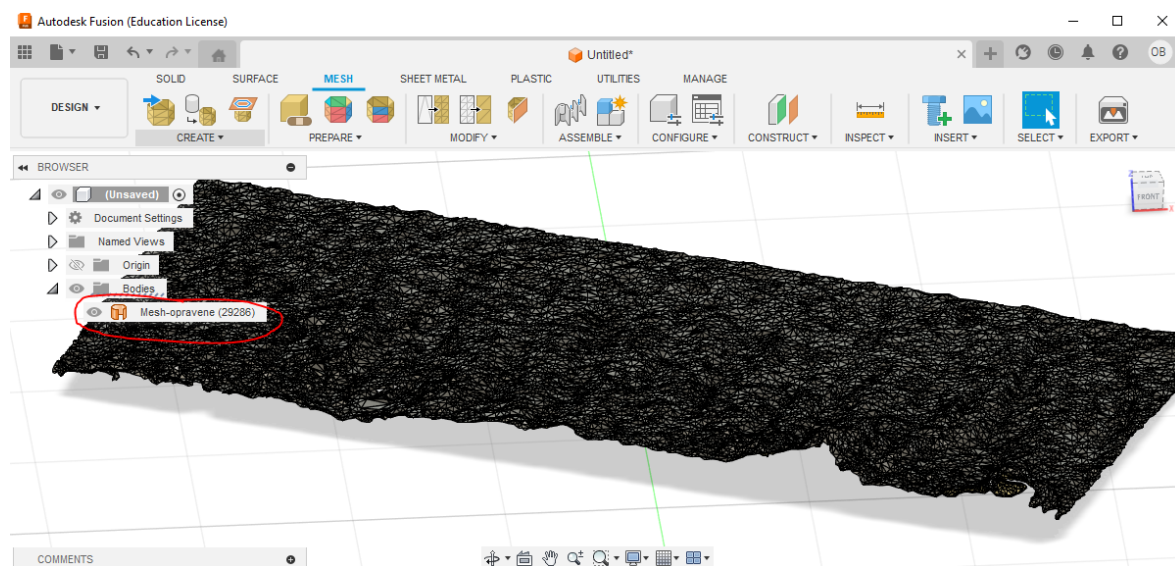 Autodesk Fusion (Education License)
Untitled*
OB
SOLID SURFACE MESH SHEET METAL PLASTIC UTILITIES MANAGE
DESIGN
CREATE PREPARE MODIFY ASSEMBLE CONFIGURE CONSTRUCT INSPECT INSERT SELECT EXPORT
BROWSER
(Unsaved)
Document Settings
Named Views
Origin
Bodies
Mesh-opravene (29286)
TOP
Z
FRONT
X
COMMENTS